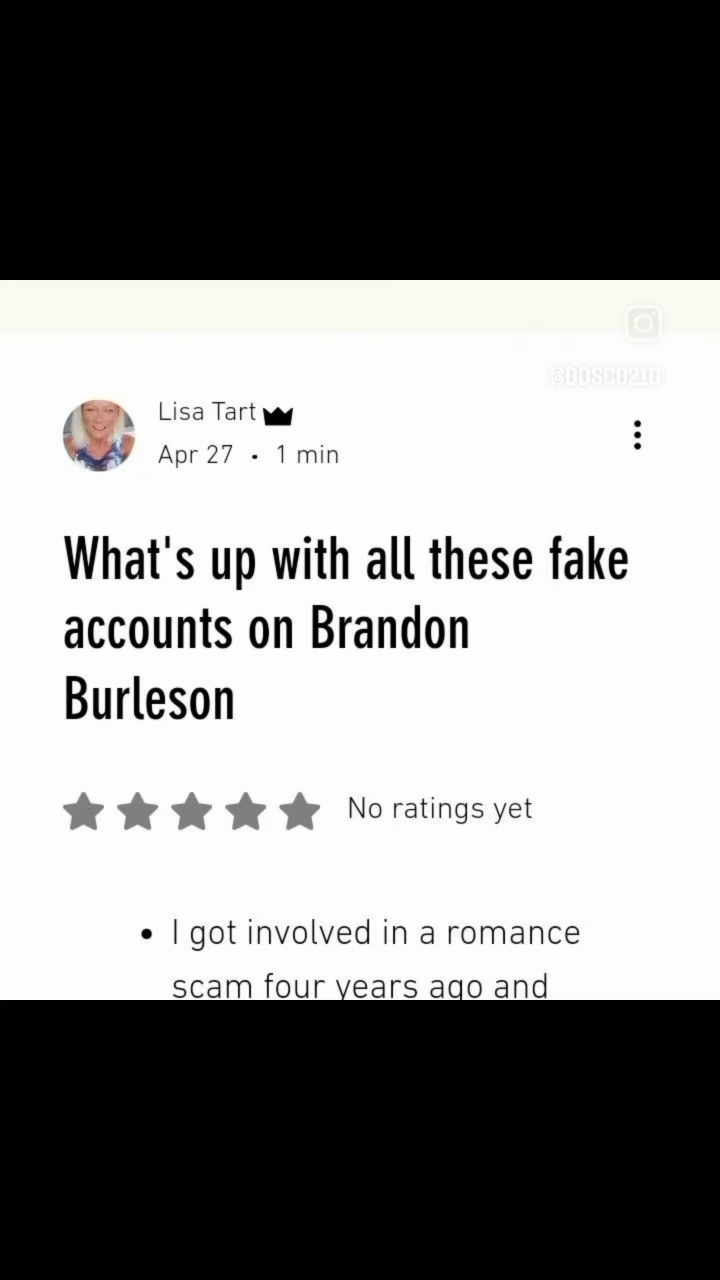 @DDSCO210
Lisa Tart
Apr 27 • 1 min
What's up with all these fake
accounts on Brandon
Burleson
No ratings yet
• I got involved in a romance
scam four years ago and